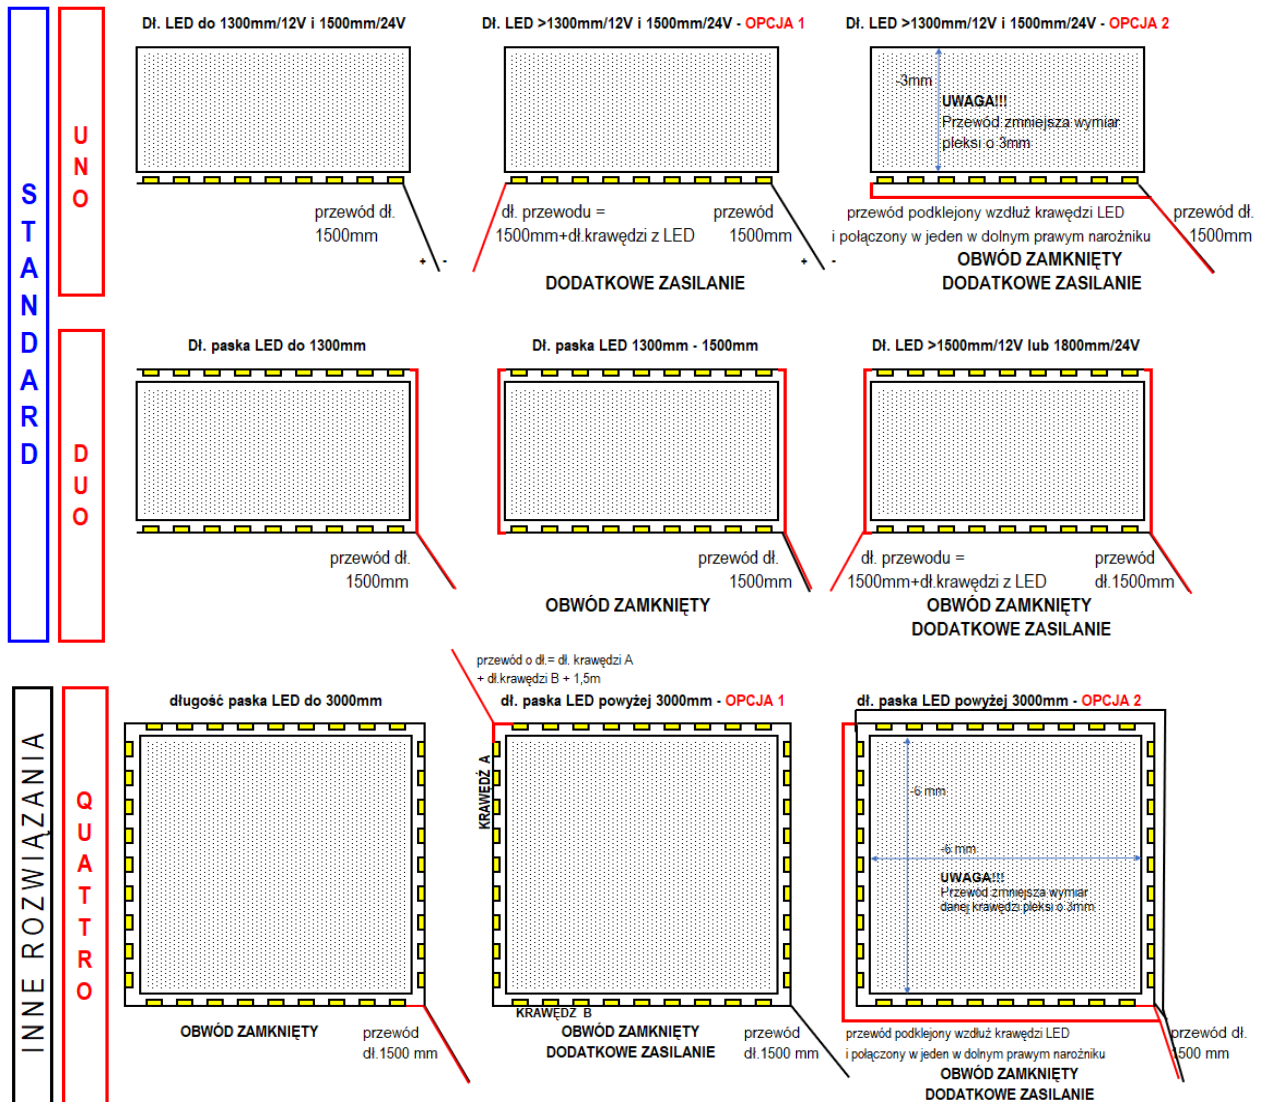 STANDARD
UNO
Dł. LED do 1300mm/12V i 1500mm/24V
przewód dł.
1500mm
+ -
Dł. LED >1300mm/12V i 1500mm/24V - OPCJA 1
dł. przewodu =
1500mm+dł.krawędzi z LED
przewód
1500mm
+ -
DODATKOWE ZASILANIE
Dł. LED >1300mm/12V i 1500mm/24V - OPCJA 2
-3mm
UWAGA!!!
Przewód zmniejsza wymiar
pleksi o 3mm
przewód podklejony wzdłuż krawędzi LED
i połączony w jeden w dolnym prawym narożniku
przewód dł.
1500mm
OBWÓD ZAMKNIĘTY
DODATKOWE ZASILANIE
DUO
Dł. paska LED do 1300mm
przewód dł.
1500mm
Dł. paska LED 1300mm - 1500mm
przewód dł.
1500mm
OBWÓD ZAMKNIĘTY
Dł. LED >1500mm/12V lub 1800mm/24V
dł. przewodu =
1500mm+dł.krawędzi z LED
przewód
dł.1500mm
OBWÓD ZAMKNIĘTY
DODATKOWE ZASILANIE
INNE ROZWIĄZANIA
QUATTRO
długość paska LED do 3000mm
OBWÓD ZAMKNIĘTY
przewód
dł.1500 mm
przewód o dł.= dł. krawędzi A
+ dł.krawędzi B + 1,5m
dł. paska LED powyżej 3000mm - OPCJA 1
KRAWĘDŹ A
KRAWĘDŹ B
OBWÓD ZAMKNIĘTY
DODATKOWE ZASILANIE
przewód
dł.1500 mm
dł. paska LED powyżej 3000mm - OPCJA 2
-6 mm
-6 mm
UWAGA!!!
Przewód zmniejsza wymiar
danej krawędzi pleksi o 3mm
przewód podklejony wzdłuż krawędzi LED
i połączony w jeden w dolnym prawym narożniku
przewód dł.
1500 mm
OBWÓD ZAMKNIĘTY
DODATKOWE ZASILANIE